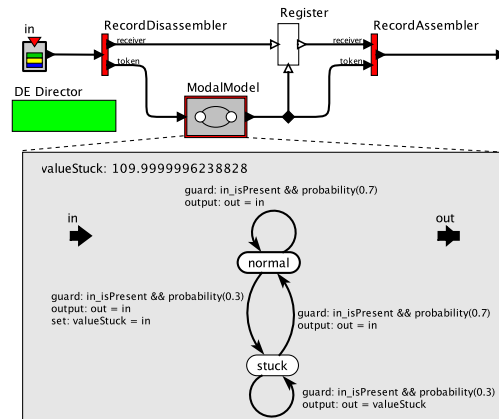 in
RecordDisassembler
Register
RecordAssembler
receiver
receiver
token
token
DE Director
ModalModel
valueStuck: 109.9999996238828
guard: in_isPresent && probability(0.7)
output: out = in
in
out
normal
guard: in_isPresent && probability(0.3)
output: out = in
set: valueStuck = in
guard: in_isPresent && probability(0.7)
output: out = in
stuck
guard: in_isPresent && probability(0.3)
output: out = valueStuck